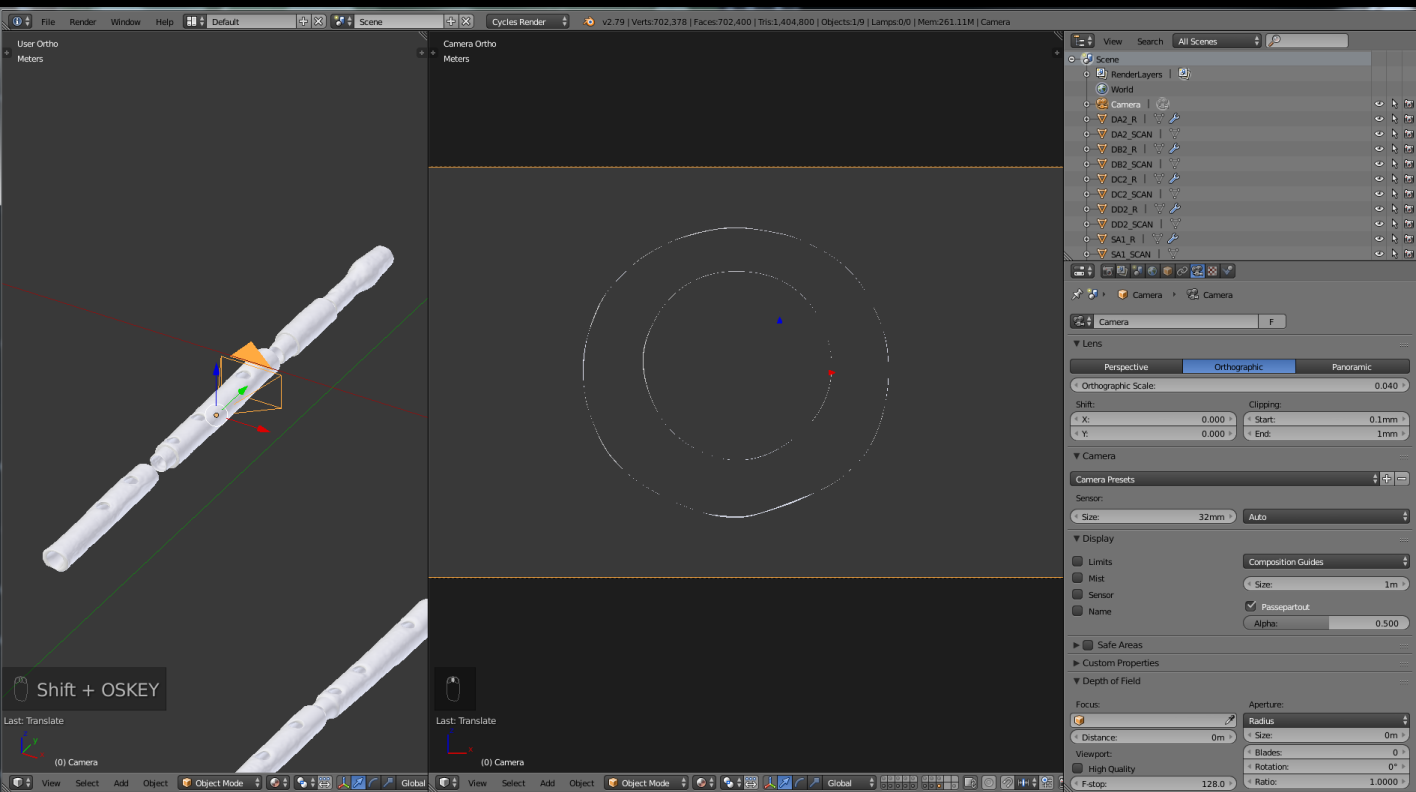 File Render Window Help Default Scene Cycles Render v2.79 | Verts:702,378 | Faces:702,400 | Tris:1,404,800 | Objects:1/9 | Lamps:0/0 | Mem:261.11M | Camera
User Ortho
Meters
Camera Ortho
Meters
View Search All Scenes
Scene
RenderLayers |
World
Camera |
DA2_R |
DA2_SCAN |
DB2_R |
DB2_SCAN |
DC2_R |
DC2_SCAN |
DD2_R |
DD2_SCAN |
SA1_R |
SA1_SCAN |
Camera Camera
Camera F
Lens
Perspective Orthographic Panoramic
Orthographic Scale: 0.040
Shift: Clipping:
X: 0.000 Start: 0.1mm
Y: 0.000 End: 1mm
Camera
Camera Presets
Sensor:
Size: 32mm Auto
Display
Limits Composition Guides
Mist Size: 1m
Sensor
Name Passepartout
Alpha: 0.500
Safe Areas
Custom Properties
Depth of Field
Focus: Aperture:
Radius
Distance: 0m Size: 0m
Viewport: Blades: 0
High Quality Rotation: 0°
F-stop: 128.0 Ratio: 1.0000
Shift + OSKEY
Last: Translate
z y x
(0) Camera
Last: Translate
z x
(0) Camera
View Select Add Object Object Mode Global
View Select Add Object Object Mode Global